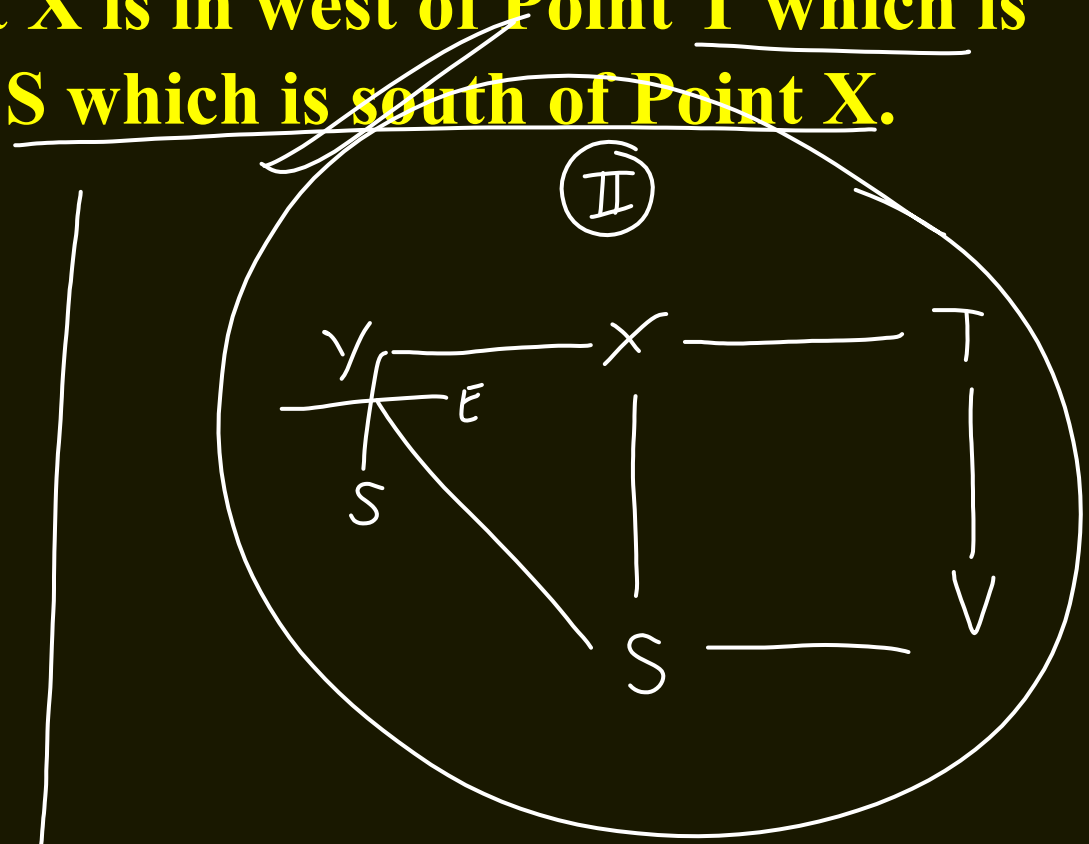 X is in west of Point T which is
S which is south of Point X.
II
Y X T
E
S
S V